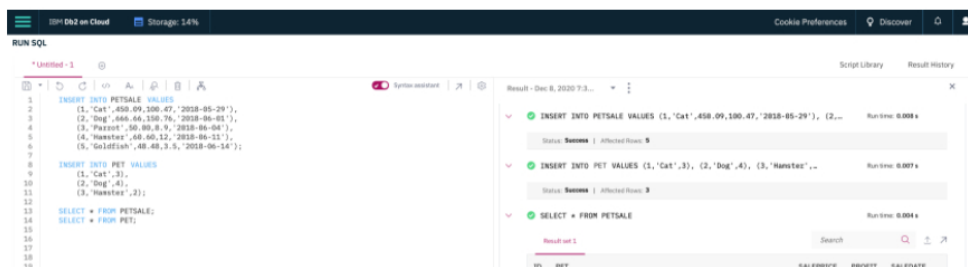 IBM Db2 on Cloud Storage: 14% Cookie Preferences Discover
RUN SQL
* Untitled - 1 Script Library Result History
Syntax assistant Result - Dec 8, 2020 7:3...
1 INSERT INTO PETSALE VALUES
2 (1,'Cat',450.09,100.47,'2018-05-29'),
3 (2,'Dog',666.66,150.76,'2018-06-01'),
4 (3,'Parrot',50.00,8.9,'2018-06-04'),
5 (4,'Hamster',60.60,12,'2018-06-11'),
6 (5,'Goldfish',48.48,3.5,'2018-06-14');
7
8 INSERT INTO PET VALUES
9 (1,'Cat',3),
10 (2,'Dog',4),
11 (3,'Hamster',2);
12
13 SELECT * FROM PETSALE;
14 SELECT * FROM PET;
15
16
17
18
19
INSERT INTO PETSALE VALUES (1,'Cat',450.09,100.47,'2018-05-29'), (2,... Run time: 0.008 s
Status: Success | Affected Rows: 5
INSERT INTO PET VALUES (1,'Cat',3), (2,'Dog',4), (3,'Hamster',... Run time: 0.007 s
Status: Success | Affected Rows: 3
SELECT * FROM PETSALE Run time: 0.004 s
Result set 1 Search
ID PET SALEPRICE PROFIT SALEDATE